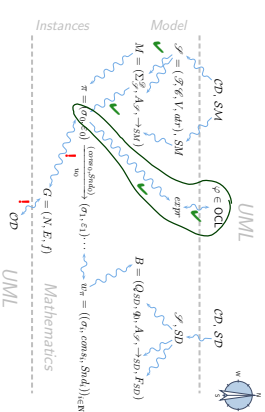 Instances
Model
UML
N
W
E
S
CD, SM
φ ∈ OCL
CD, SD
𝒮 = (𝒯, 𝒞, V, atr), SM
expr
𝒮, SD
M = (Σ𝒮^𝒟, A𝒮, →SM)
B = (QSD, q0, A𝒮, →SD, FSD)
π = (σ0, ε0) (cons0, Snd0) u0 → (σ1, ε1) · · ·
wπ = ((σi, consi, Sndi))i∈ℕ
!
G = (N, E, f)
Mathematics
!
OD
UML